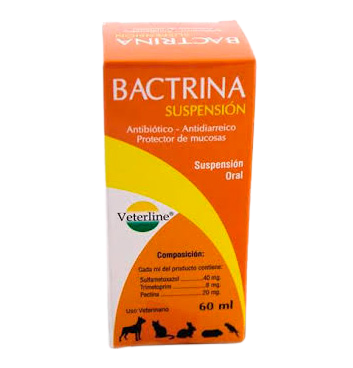 BACTRINA
SUSPENSIÓN
BACTRINA
SUSPENSIÓN
Antibiótico - Antidiarreico
Protector de mucosas
Suspensión
Oral
Veterline®
Composición:
Cada ml del producto contiene:
Sulfametoxazol ..........40 mg.
Trimetoprim ..........8 mg.
Pectina ..........20 mg.
Uso Veterinario
60 ml